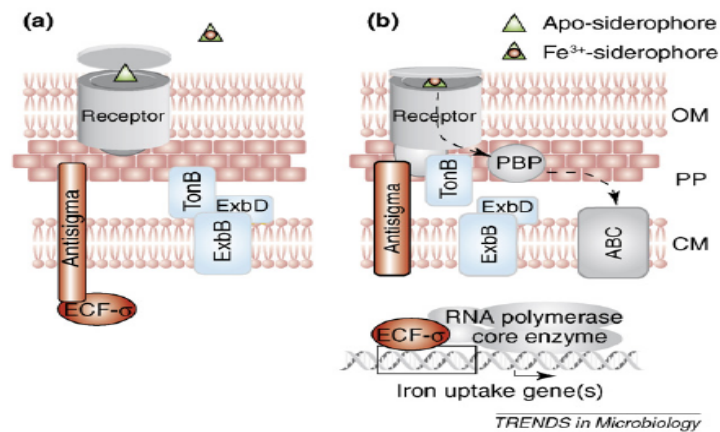 (a)
Receptor
TonB
ExbD
ExbB
Antisigma
ECF-σ
(b)
Apo-siderophore
Fe3+-siderophore
Receptor
OM
PBP
TonB
PP
ExbD
Antisigma
ExbB
ABC
CM
RNA polymerase
core enzyme
ECF-σ
Iron uptake gene(s)
TRENDS in Microbiology